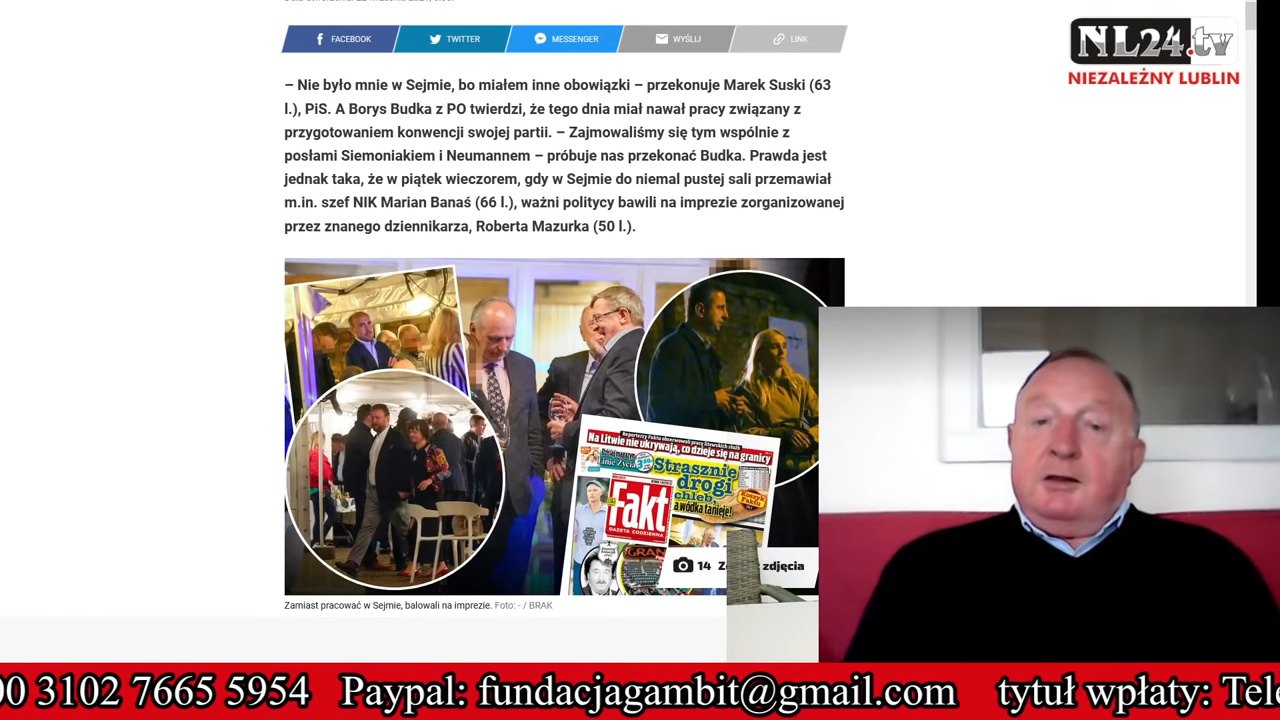 FACEBOOK
TWITTER
MESSENGER
WYŚLIJ
LINK
NL24.tv
NIEZALEŻNY LUBLIN
– Nie było mnie w Sejmie, bo miałem inne obowiązki – przekonuje Marek Suski (63
l.), PiS. A Borys Budka z PO twierdzi, że tego dnia miał nawał pracy związany z
przygotowaniem konwencji swojej partii. – Zajmowaliśmy się tym wspólnie z
posłami Siemoniakiem i Neumannem – próbuje nas przekonać Budka. Prawda jest
jednak taka, że w piątek wieczorem, gdy w Sejmie do niemal pustej sali przemawiał
m.in. szef NIK Marian Banaś (66 l.), ważni politycy bawili na imprezie zorganizowanej
przez znanego dziennikarza, Roberta Mazurka (50 l.).
Na Litwie nie ukrywają, co dzieje się na granicy
Strasznie
drogi
chleb,
a wódka tanieje!
Fakt
GAZETA CODZIENNA
14
zdjęcia
Zamiast pracować w Sejmie, balowali na imprezie. Foto: - / BRAK
00 3102 7665 5954 Paypal: fundacjagambit@gmail.com tytuł wpłaty: Tele